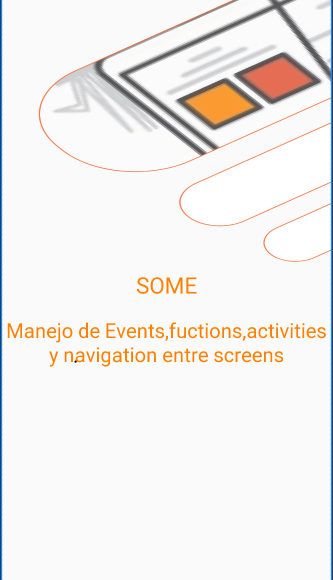 SOME
Manejo de Events,fuctions,activities
y navigation entre screens